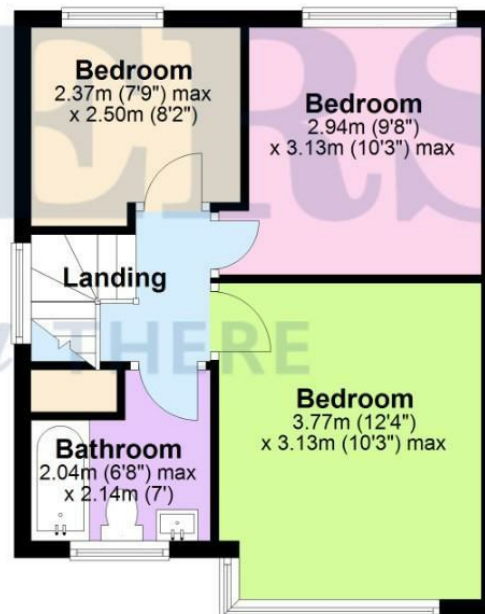 ERS
Bedroom
2.37m (7'9") max
x 2.50m (8'2")
Bedroom
2.94m (9'8")
x 3.13m (10'3") max
Landing
THERE
Bedroom
3.77m (12'4")
x 3.13m (10'3") max
Bathroom
2.04m (6'8") max
x 2.14m (7')